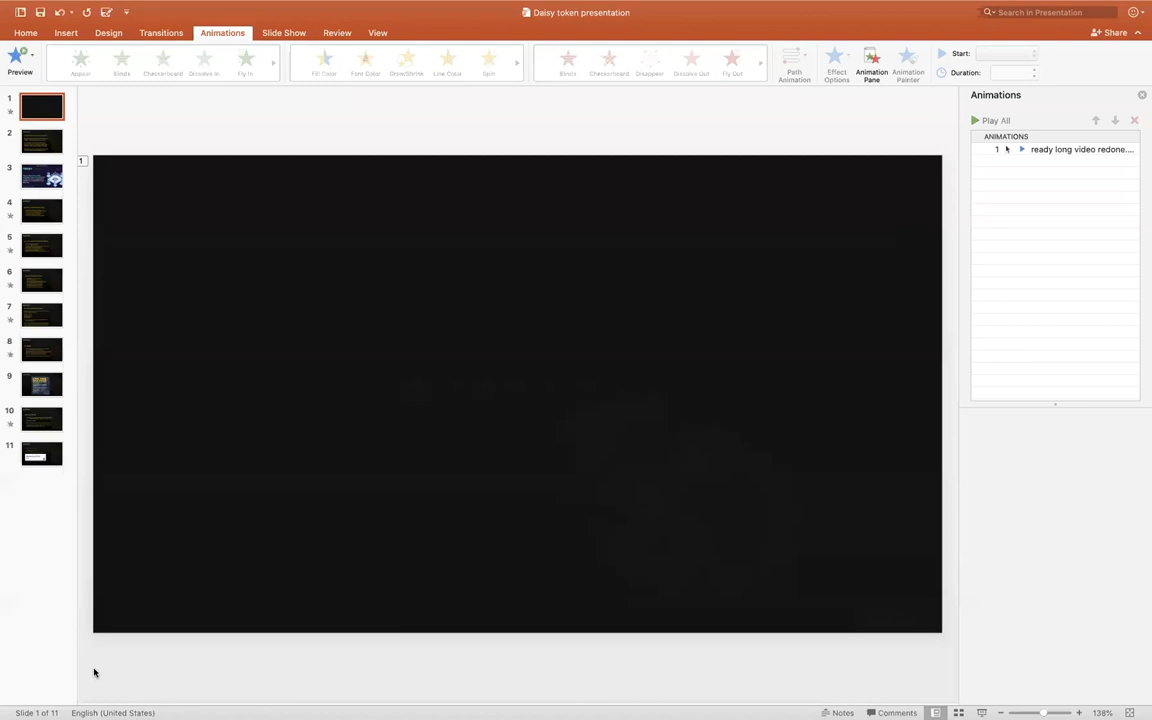 Daisy token presentation
Search in Presentation
Home Insert Design Transitions Animations Slide Show Review View
Share
Preview
Appear Blinds Checkerboard Dissolve In Fly In
Fill Color Font Color Grow/Shrink Line Color Spin
Blinds Checkerboard Disappear Dissolve Out Fly Out
Path Animation
Effect Options
Animation Pane
Animation Painter
Start:
Duration:
Animations
Play All
ANIMATIONS
1 ready long video redone....
1
1
2
3
4
5
6
7
8
9
10
11
Slide 1 of 11 English (United States)
Notes Comments 138%